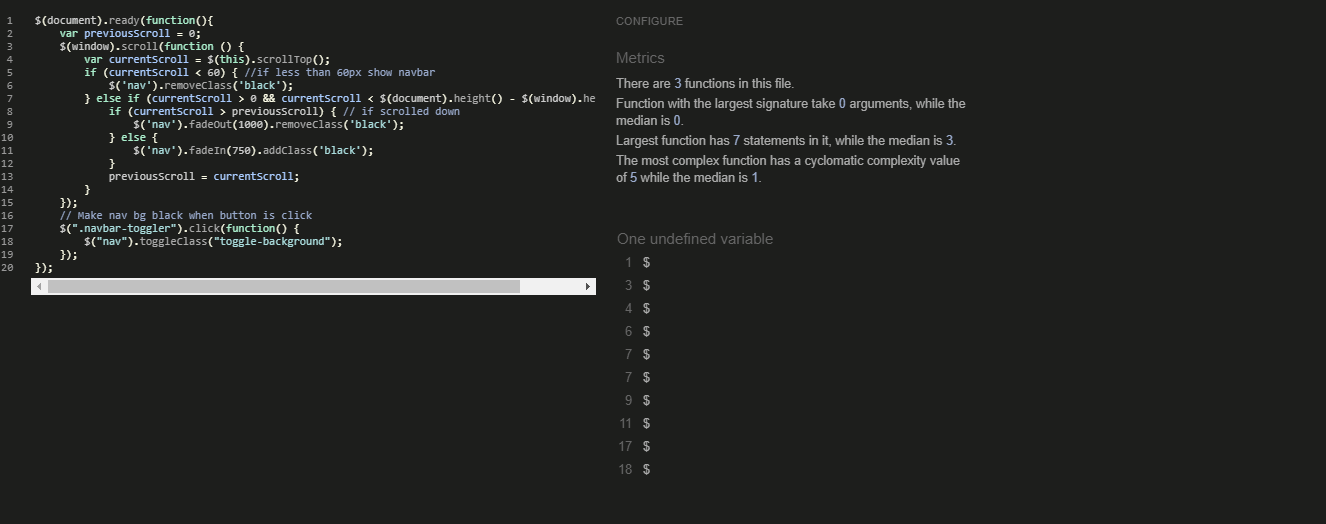 1 $(document).ready(function(){
2 var previousScroll = 0;
3 $(window).scroll(function () {
4 var currentScroll = $(this).scrollTop();
5 if (currentScroll < 60) { //if less than 60px show navbar
6 $('nav').removeClass('black');
7 } else if (currentScroll > 0 && currentScroll < $(document).height() - $(window).he
8 if (currentScroll > previousScroll) { // if scrolled down
9 $('nav').fadeOut(1000).removeClass('black');
10 } else {
11 $('nav').fadeIn(750).addClass('black');
12 }
13 previousScroll = currentScroll;
14 }
15 });
16 // Make nav bg black when button is click
17 $(".navbar-toggler").click(function() {
18 $("nav").toggleClass("toggle-background");
19 });
20 });
CONFIGURE
Metrics
There are 3 functions in this file.
Function with the largest signature take 0 arguments, while the
median is 0.
Largest function has 7 statements in it, while the median is 3.
The most complex function has a cyclomatic complexity value
of 5 while the median is 1.
One undefined variable
1 $
3 $
4 $
6 $
7 $
7 $
9 $
11 $
17 $
18 $